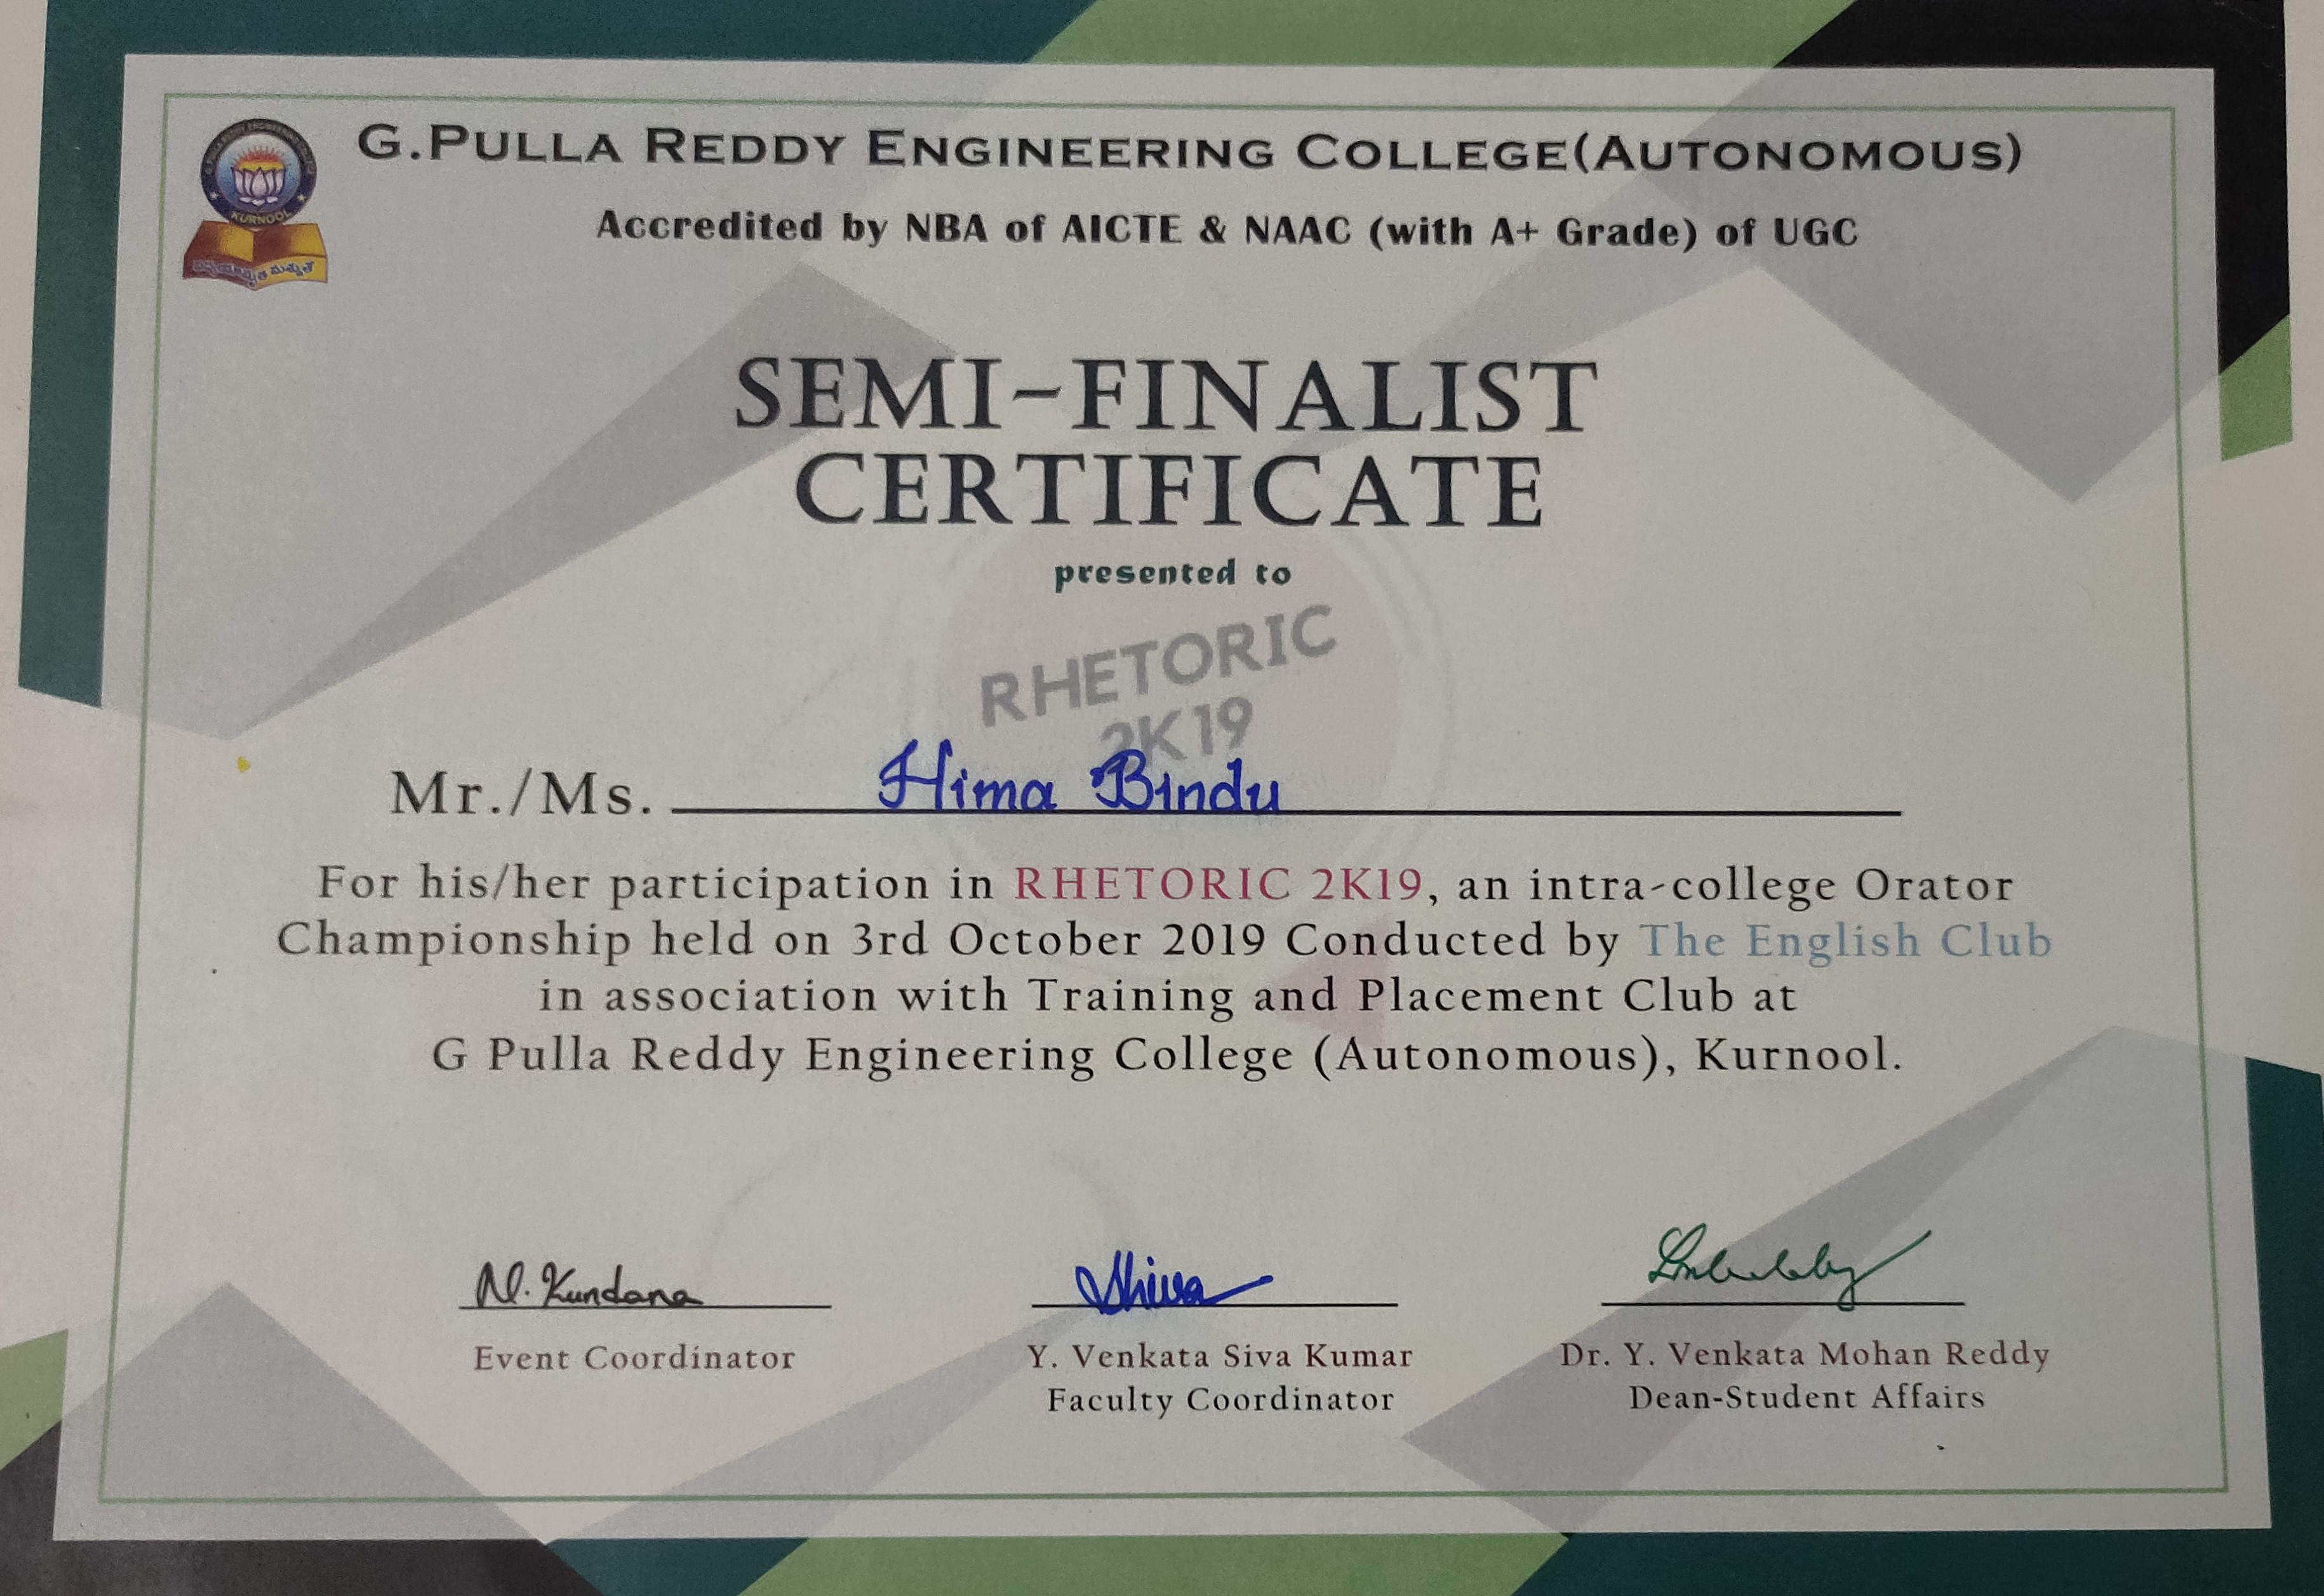 G.PULLA REDDY ENGINEERING COLLEGE(AUTONOMOUS)
KURNOOL
Accredited by NBA of AICTE & NAAC (with A+ Grade) of UGC
SEMI-FINALIST
CERTIFICATE
presented to
RHETORIC
2K19
Mr./Ms. Hima Bindu
For his/her participation in RHETORIC 2K19, an intra-college Orator
Championship held on 3rd October 2019 Conducted by The English Club
in association with Training and Placement Club at
G Pulla Reddy Engineering College (Autonomous), Kurnool.
N. Kundana
Shiva
Event Coordinator
Y. Venkata Siva Kumar
Faculty Coordinator
Dr. Y. Venkata Mohan Reddy
Dean-Student Affairs